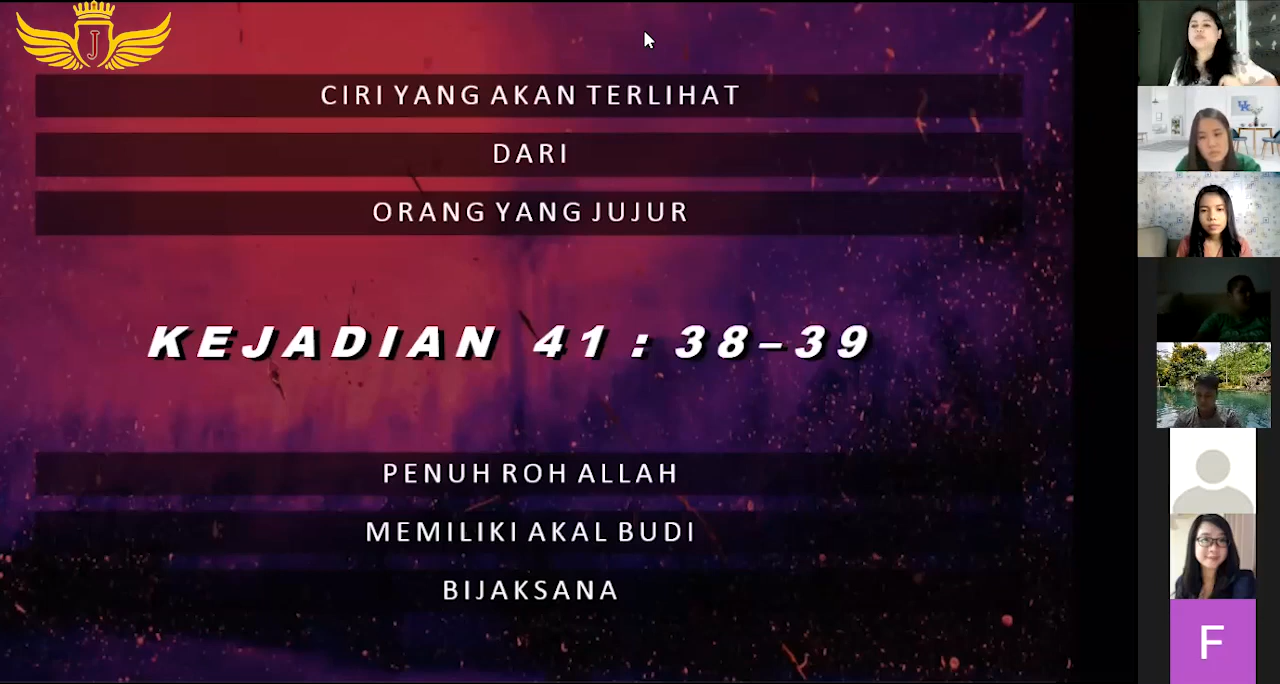 J
CIRI YANG AKAN TERLIHAT
DARI
ORANG YANG JUJUR
KEJADIAN 41 : 38–39
PENUH ROH ALLAH
MEMILIKI AKAL BUDI
BIJAKSANA
UK
F